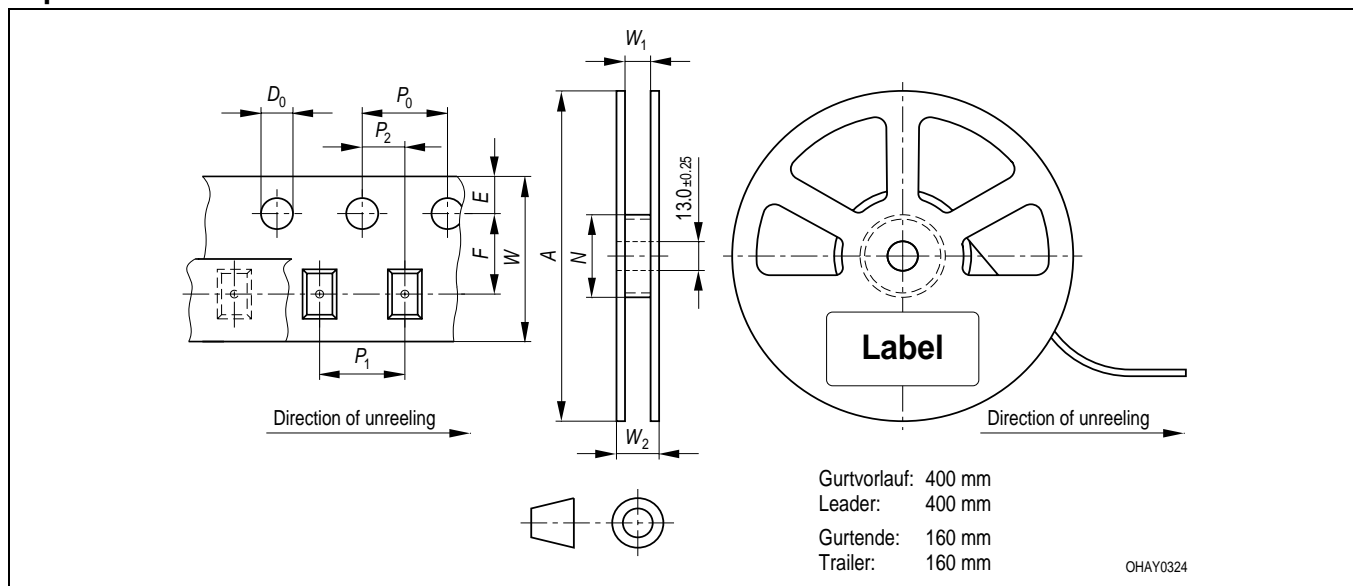 W1
D0
P0
P2
E
F
W
A
N
13.0 ±0.25
P1
W2
Label
Direction of unreeling
Direction of unreeling
Gurtvorlauf: 400 mm
Leader: 400 mm
Gurtende: 160 mm
Trailer: 160 mm
OHAY0324